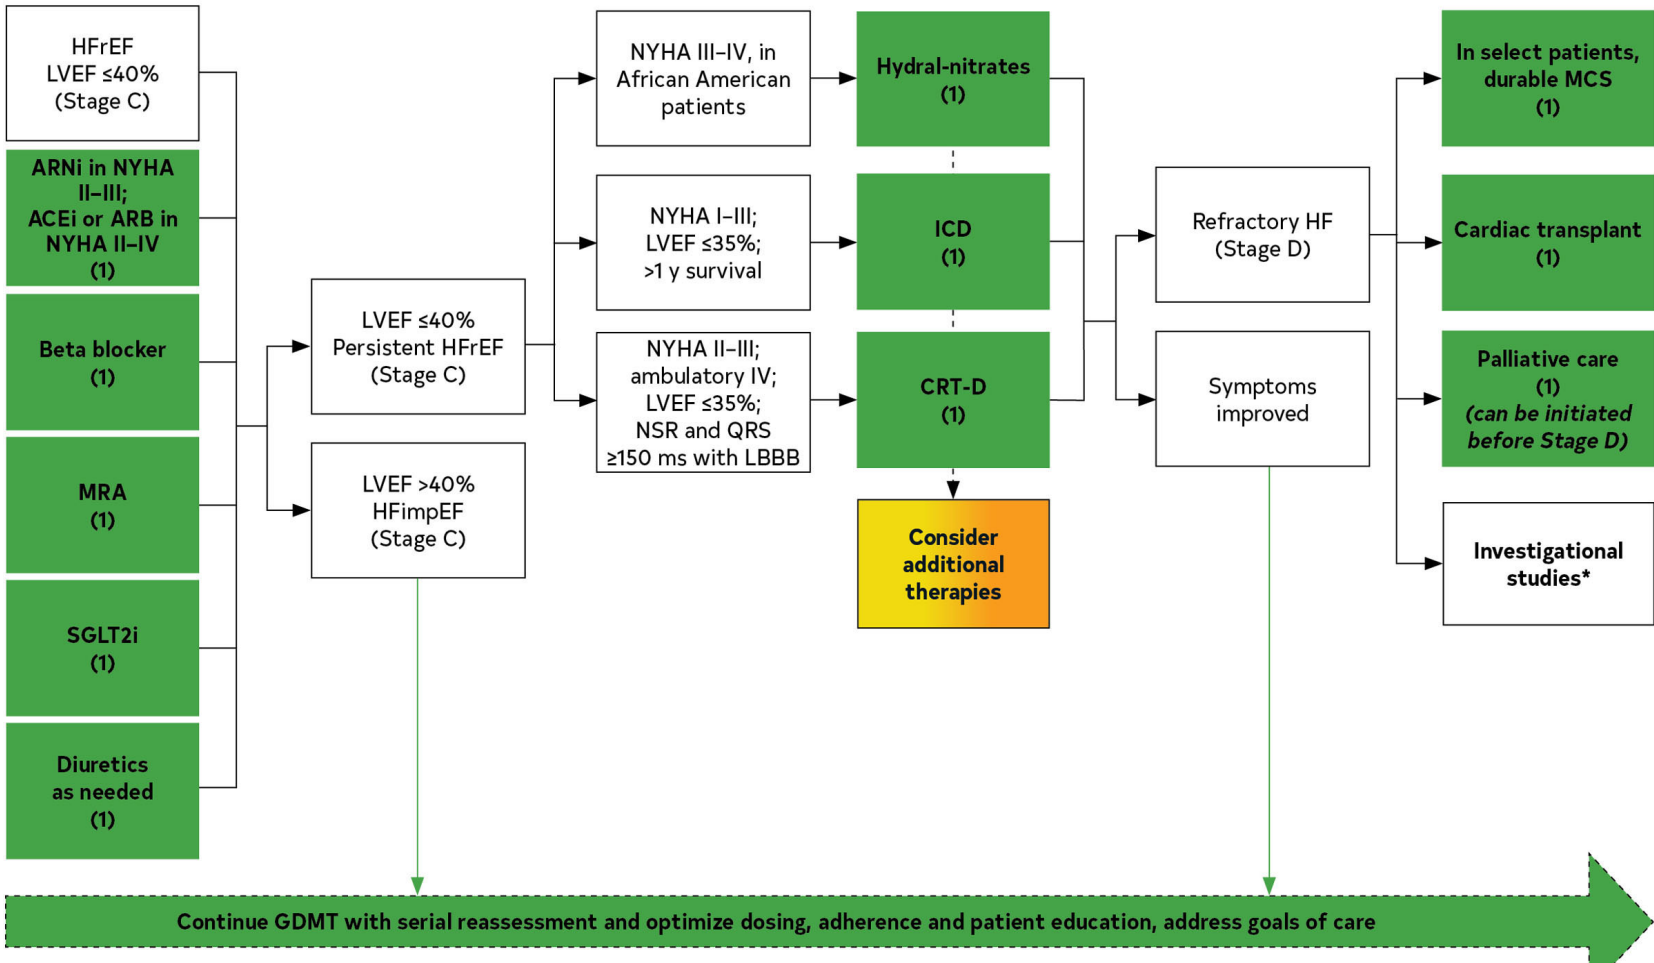 HFrEF
LVEF ≤40%
(Stage C)
ARNi in NYHA
II–III;
ACEi or ARB in
NYHA II–IV
(1)
Beta blocker
(1)
MRA
(1)
SGLT2i
(1)
Diuretics
as needed
(1)
LVEF ≤40%
Persistent HFrEF
(Stage C)
LVEF >40%
HFimpEF
(Stage C)
NYHA III–IV, in
African American
patients
NYHA I–III;
LVEF ≤35%;
>1 y survival
NYHA II–III;
ambulatory IV;
LVEF ≤35%;
NSR and QRS
≥150 ms with LBBB
Hydral-nitrates
(1)
ICD
(1)
CRT-D
(1)
Consider
additional
therapies
Refractory HF
(Stage D)
Symptoms
improved
In select patients,
durable MCS
(1)
Cardiac transplant
(1)
Palliative care
(1)
(can be initiated
before Stage D)
Investigational
studies*
Continue GDMT with serial reassessment and optimize dosing, adherence and patient education, address goals of care